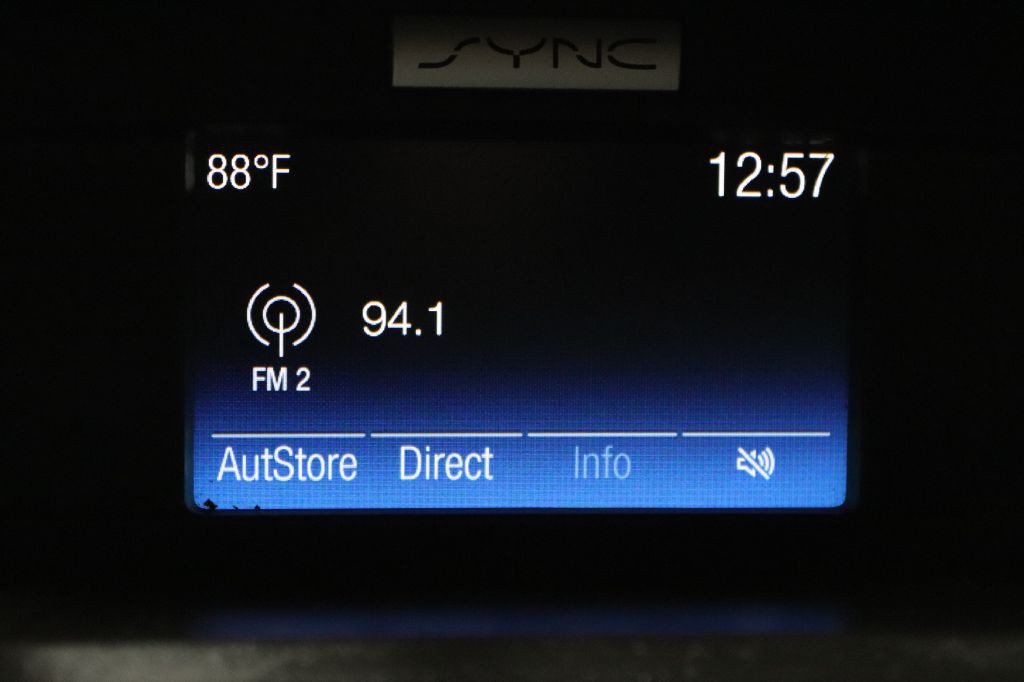 SYNC
88°F 12:57
94.1
FM 2
AutStore Direct Info